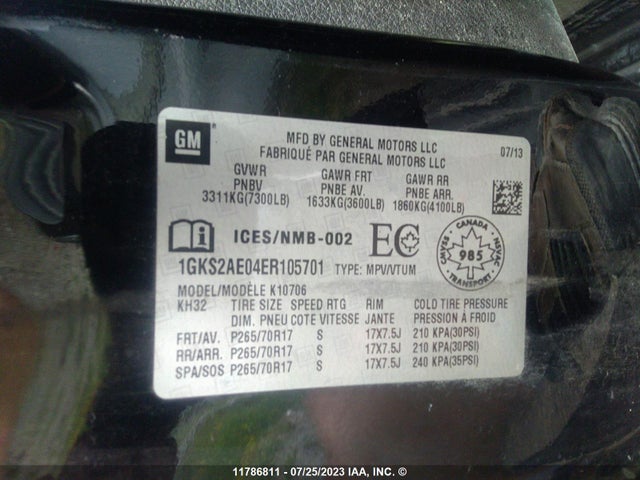 GM
MFD BY GENERAL MOTORS LLC
FABRIQUÉ PAR GENERAL MOTORS LLC
07/13
GVWR GAWR FRT GAWR RR
PNBV PNBE AV. PNBE ARR.
3311KG(7300LB) 1633KG(3600LB) 1860KG(4100LB)
ICES/NMB-002 EC
CANADA
CMVSS NSVAC
985
TRANSPORT
1GKS2AE04ER105701 TYPE: MPV/VTUM
MODEL/MODÈLE K10706
KH32 TIRE SIZE SPEED RTG RIM COLD TIRE PRESSURE
DIM. PNEU COTE VITESSE JANTE PRESSION À FROID
FRT/AV. P265/70R17 S 17X7.5J 210 KPA(30PSI)
RR/ARR. P265/70R17 S 17X7.5J 210 KPA(30PSI)
SPA/SOS P265/70R17 S 17X7.5J 240 KPA(35PSI)
11786811 - 07/25/2023 IAA, INC. ©